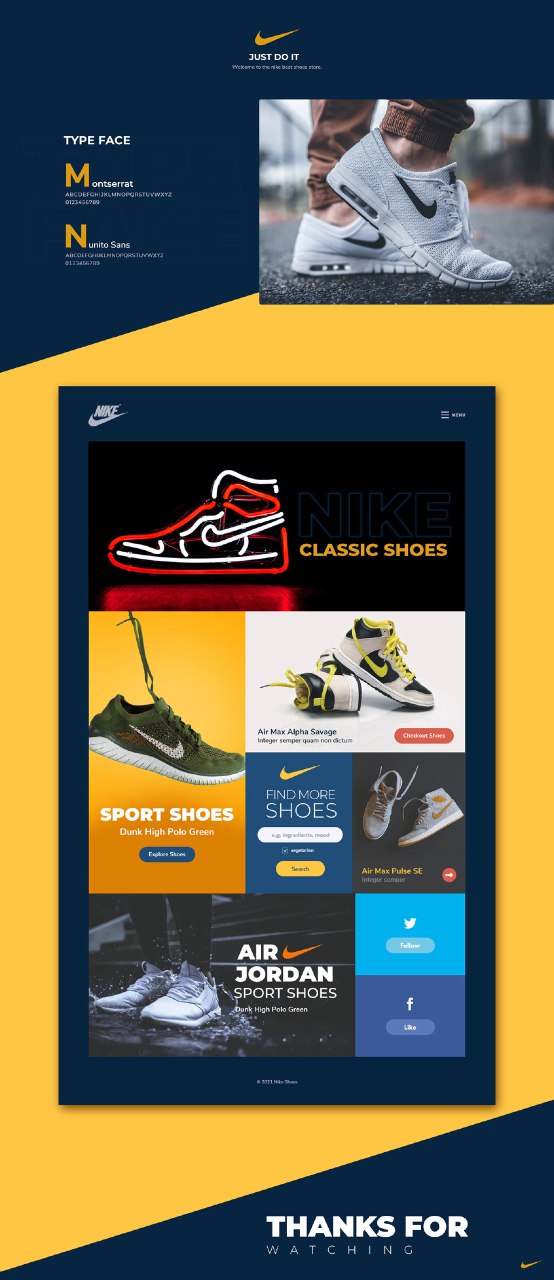 JUST DO IT
Welcome to the nike best shoes store.
TYPE FACE
Montserrat
ABCDEFGHIJKLMNOPQRSTUVWXYZ
0123456789
Nunito Sans
ABCDEFGHIJKLMNOPQRSTUVWXYZ
0123456789
NIKE
MENU
NIKE
CLASSIC SHOES
Air Max Alpha Savage
Integer semper quam non dictum
Checkout Shoes
SPORT SHOES
Dunk High Polo Green
Explore Shoes
FIND MORE
SHOES
e.g. ingredients, mood
vegetarian
Search
Air Max Pulse SE
Integer semper
AIR
JORDAN
SPORT SHOES
Dunk High Polo Green
Follow
Like
© 2021 Nike Shoes
THANKS FOR
WATCHING